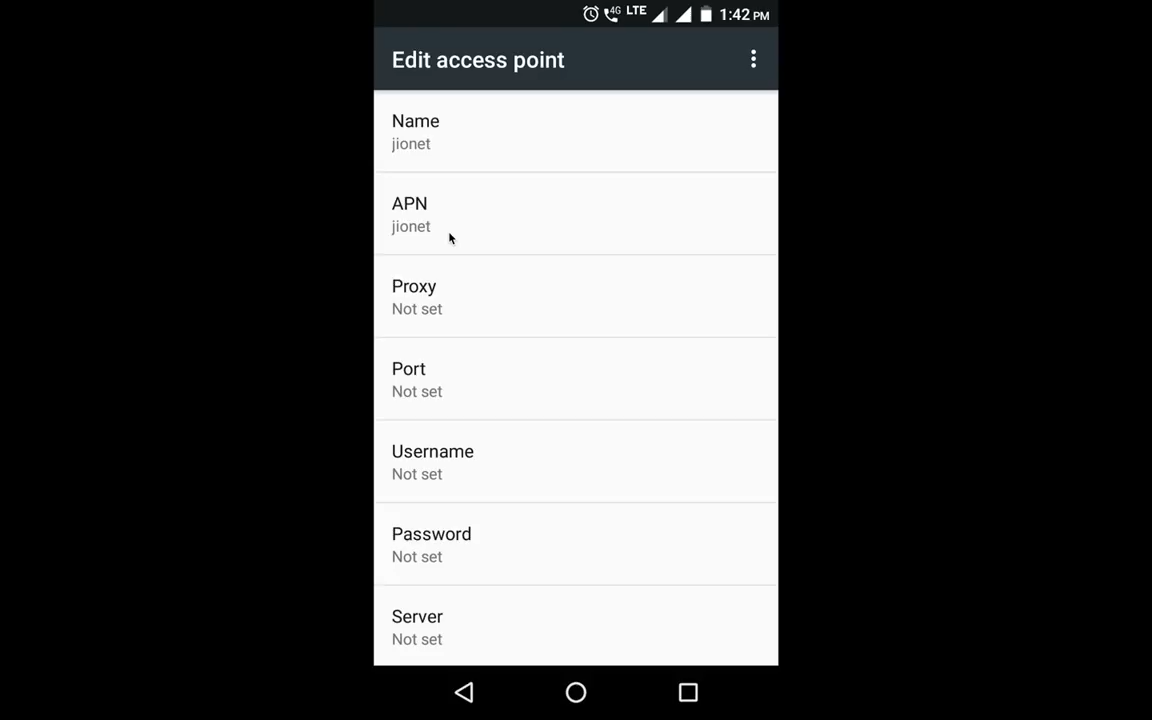 4G LTE 1:42 PM
Edit access point
Name
jionet
APN
jionet
Proxy
Not set
Port
Not set
Username
Not set
Password
Not set
Server
Not set